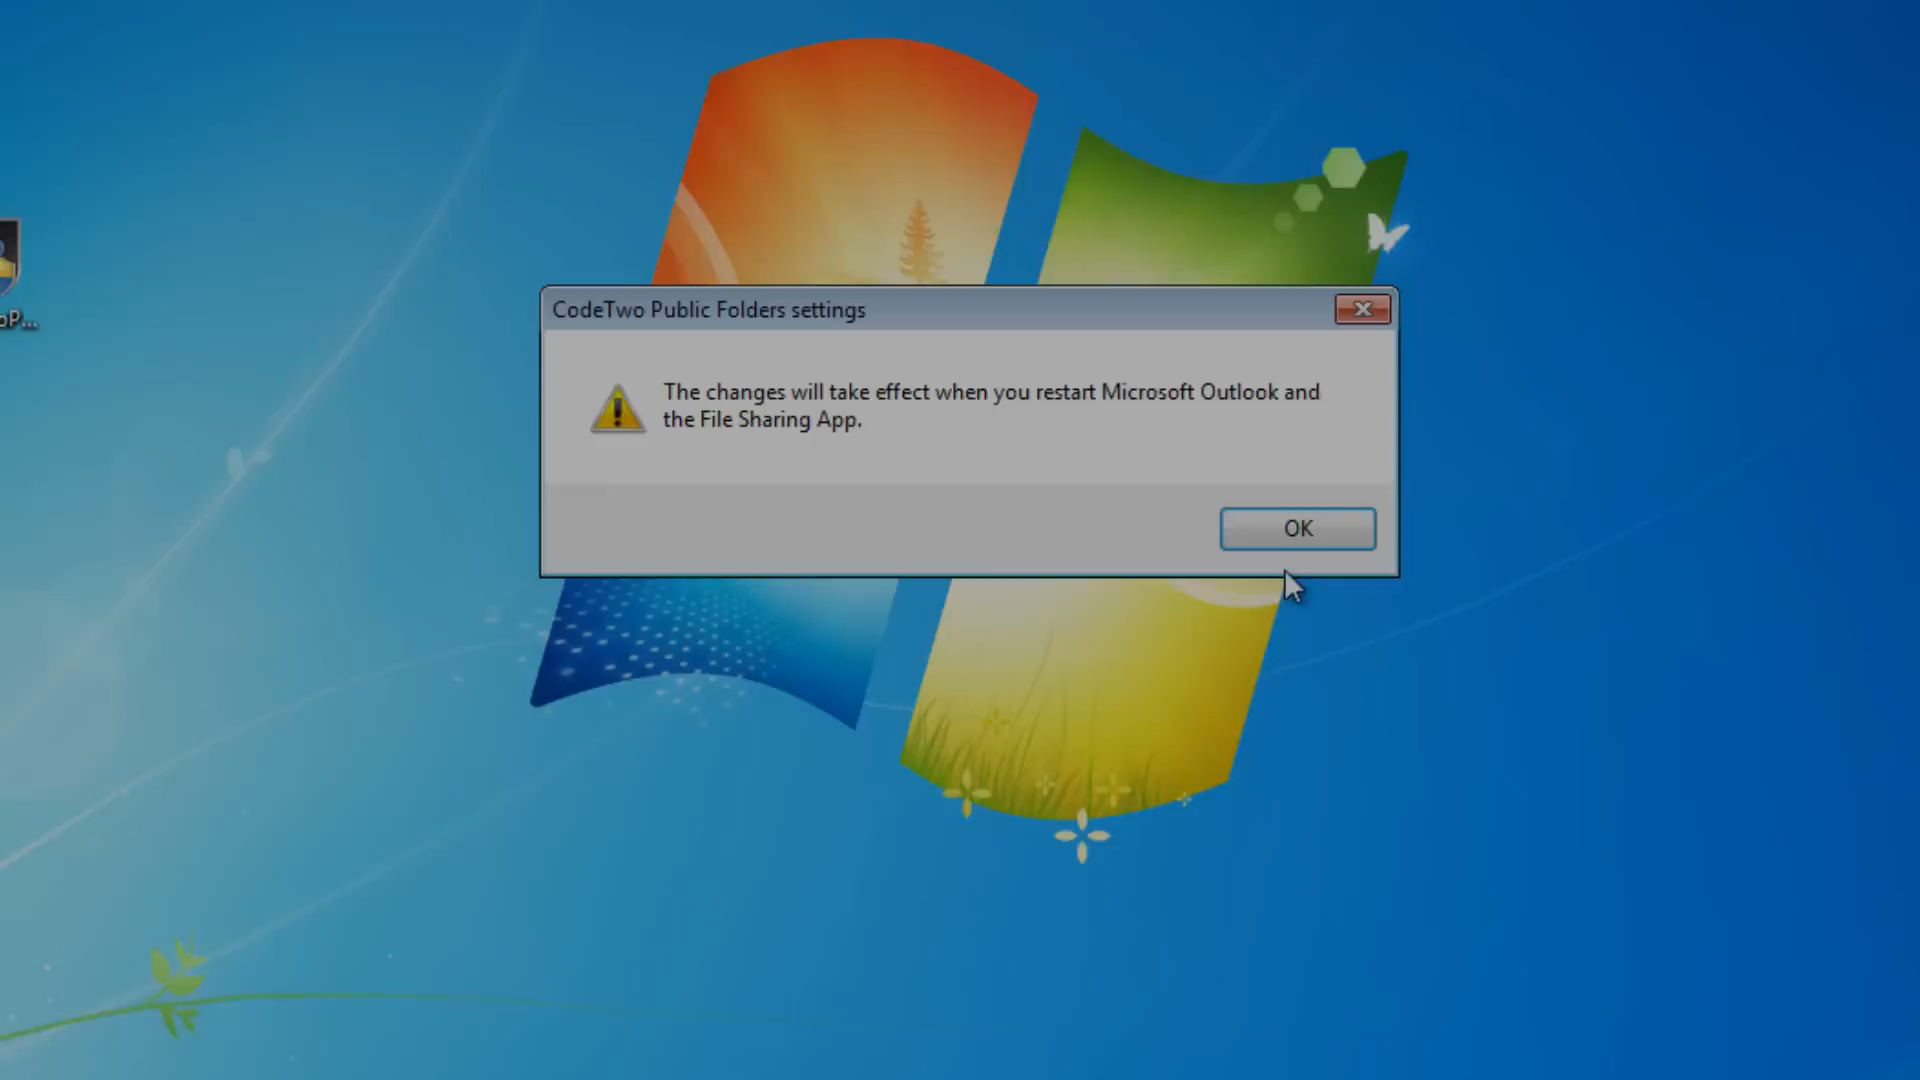 CodeTwo Public Folders settings
The changes will take effect when you restart Microsoft Outlook and
the File Sharing App.
OK